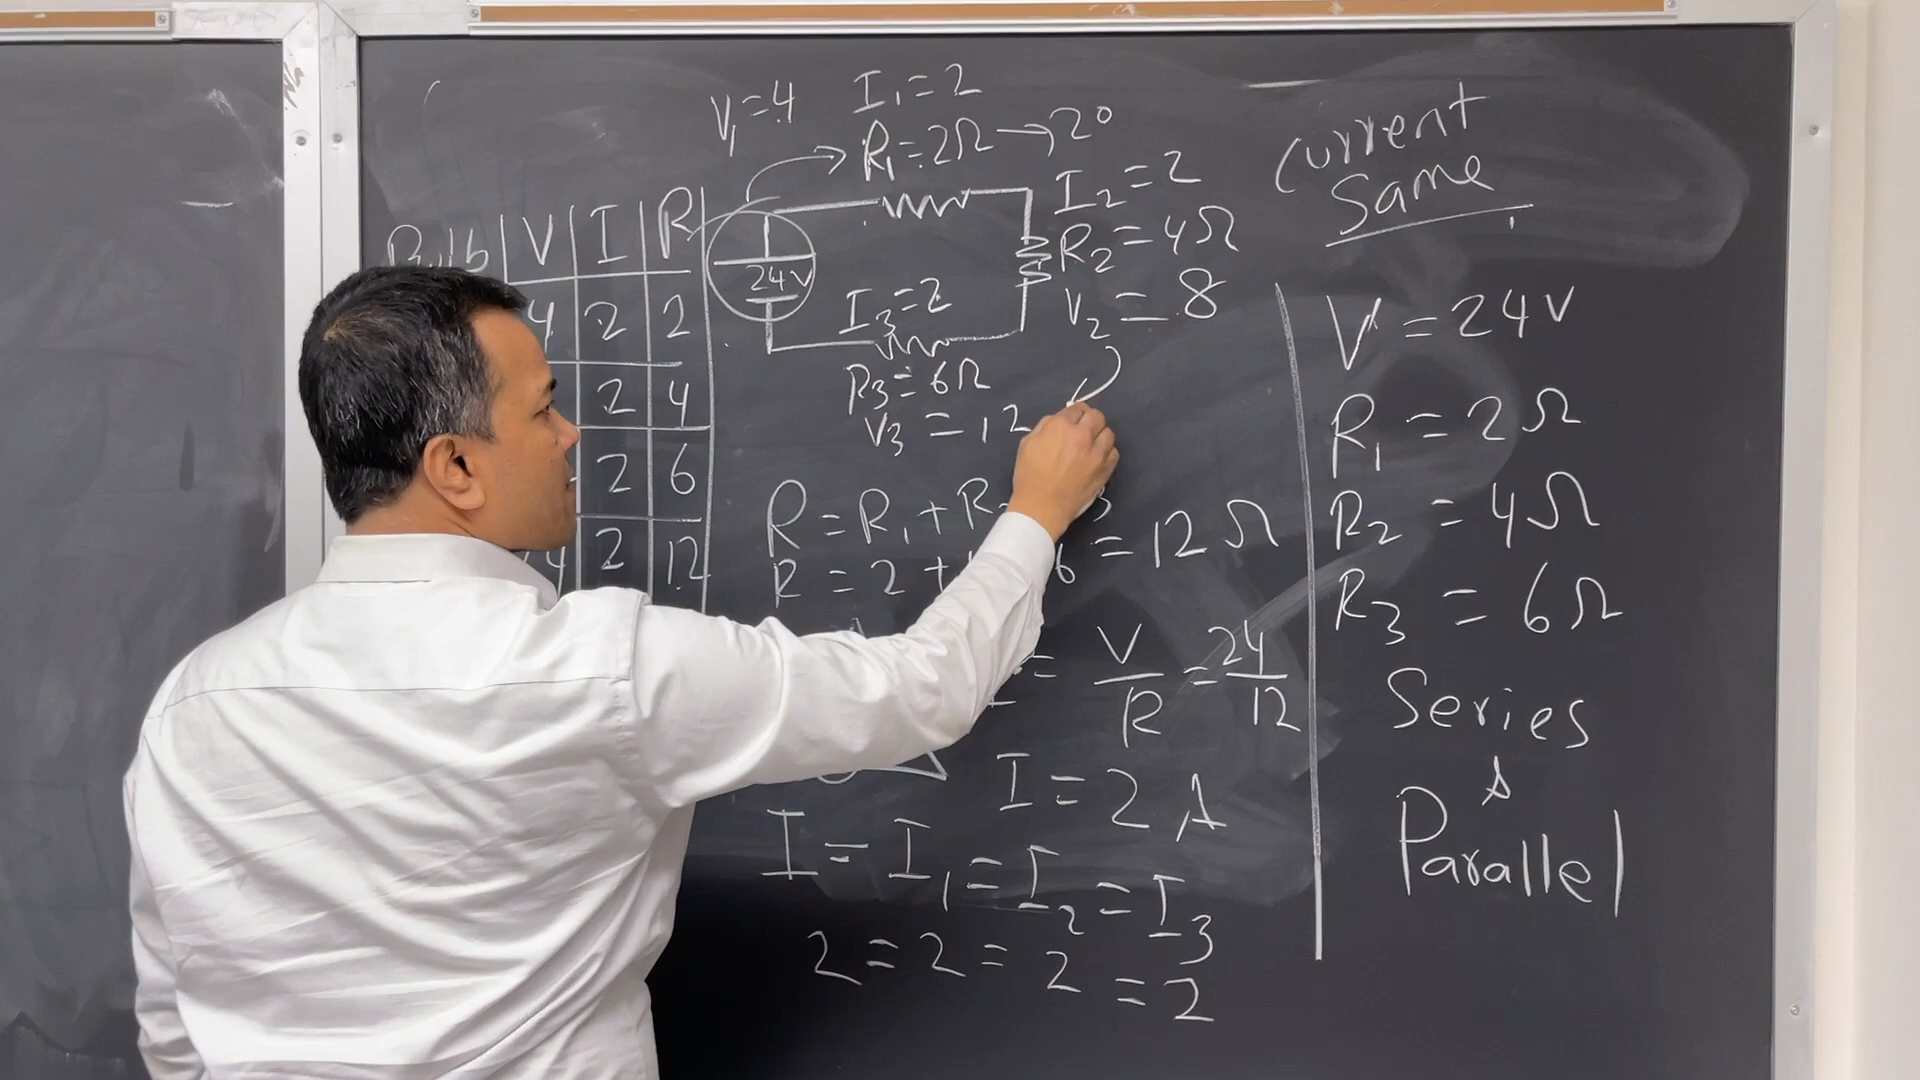 V₁=4 I₁=2
R₁=2Ω→20
I₂=2
R₂=4Ω
V₂=8
24V
I₃=2
R₃=6Ω
V₃=12
Bulb V I R
4 2 2
2 4
2 6
4 2 12
R=R₁+R
R=2+ 6 =12Ω
= V/R = 24/12
I=2A
I=I₁=I₂=I₃
2=2=2=2
Current
Same
V=24V
R₁=2Ω
R₂=4Ω
R₃=6Ω
Series
Parallel